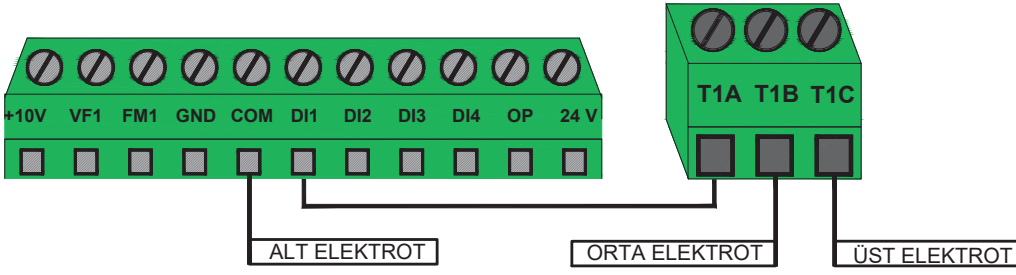 +10V VF1 FM1 GND COM DI1 DI2 DI3 DI4 OP 24 V
T1A T1B T1C
ALT ELEKTROT
ORTA ELEKTROT
ÜST ELEKTROT